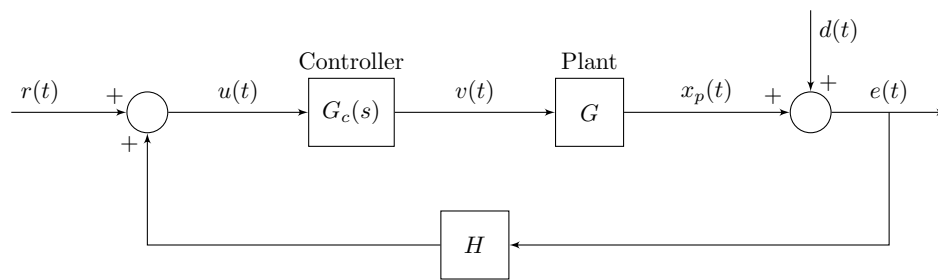 d(t)
Controller
Plant
r(t)
+
u(t)
G_c(s)
v(t)
G
x_p(t)
+
+
e(t)
+
H